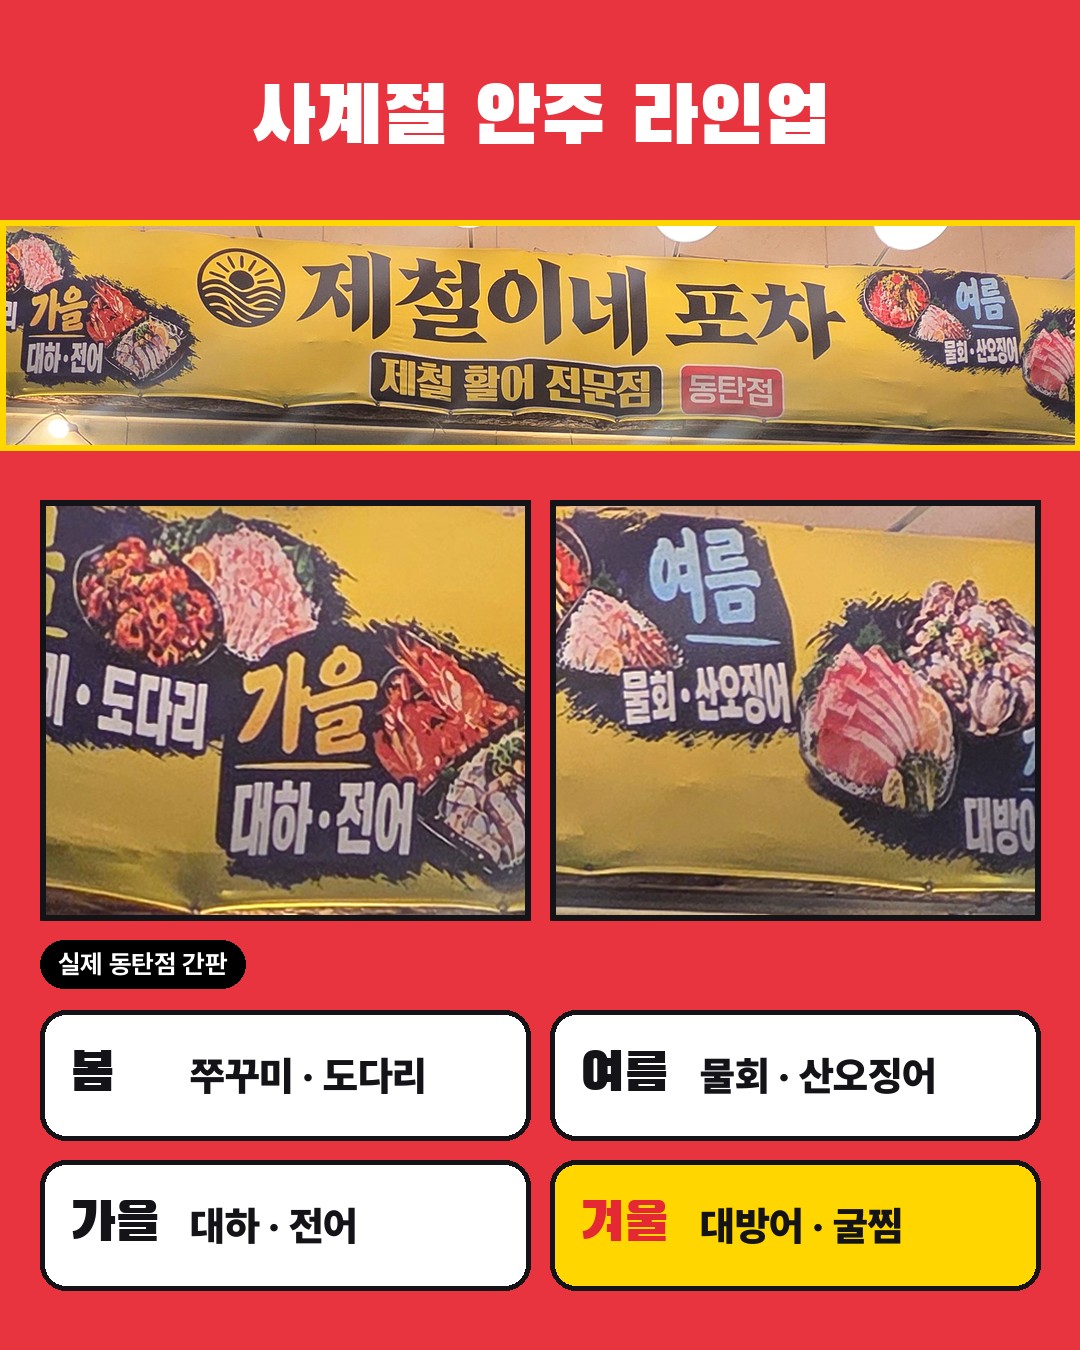 사계절 안주 라인업
가을
대하·전어
제철이네 포차
제철 활어 전문점
동탄점
여름
물회·산오징어
도다리
가을
대하·전어
여름
물회·산오징어
실제 동탄점 간판
봄 쭈꾸미 · 도다리
여름 물회 · 산오징어
가을 대하 · 전어
겨울 대방어 · 굴찜